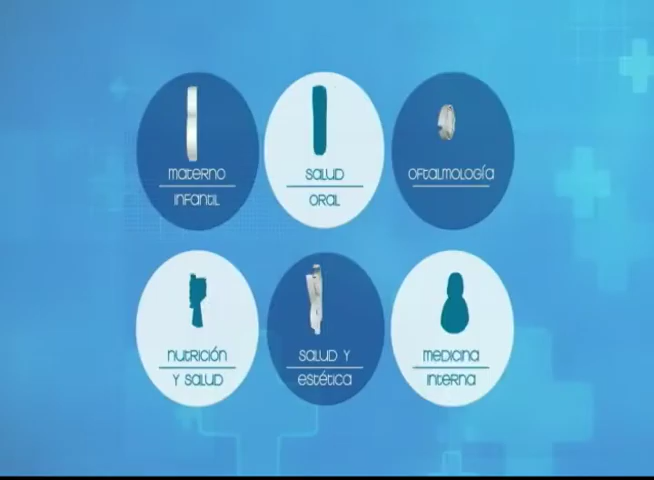 materno
infantil
salud
oral
oftalmología
nutrición
y salud
salud y
estética
medicina
interna